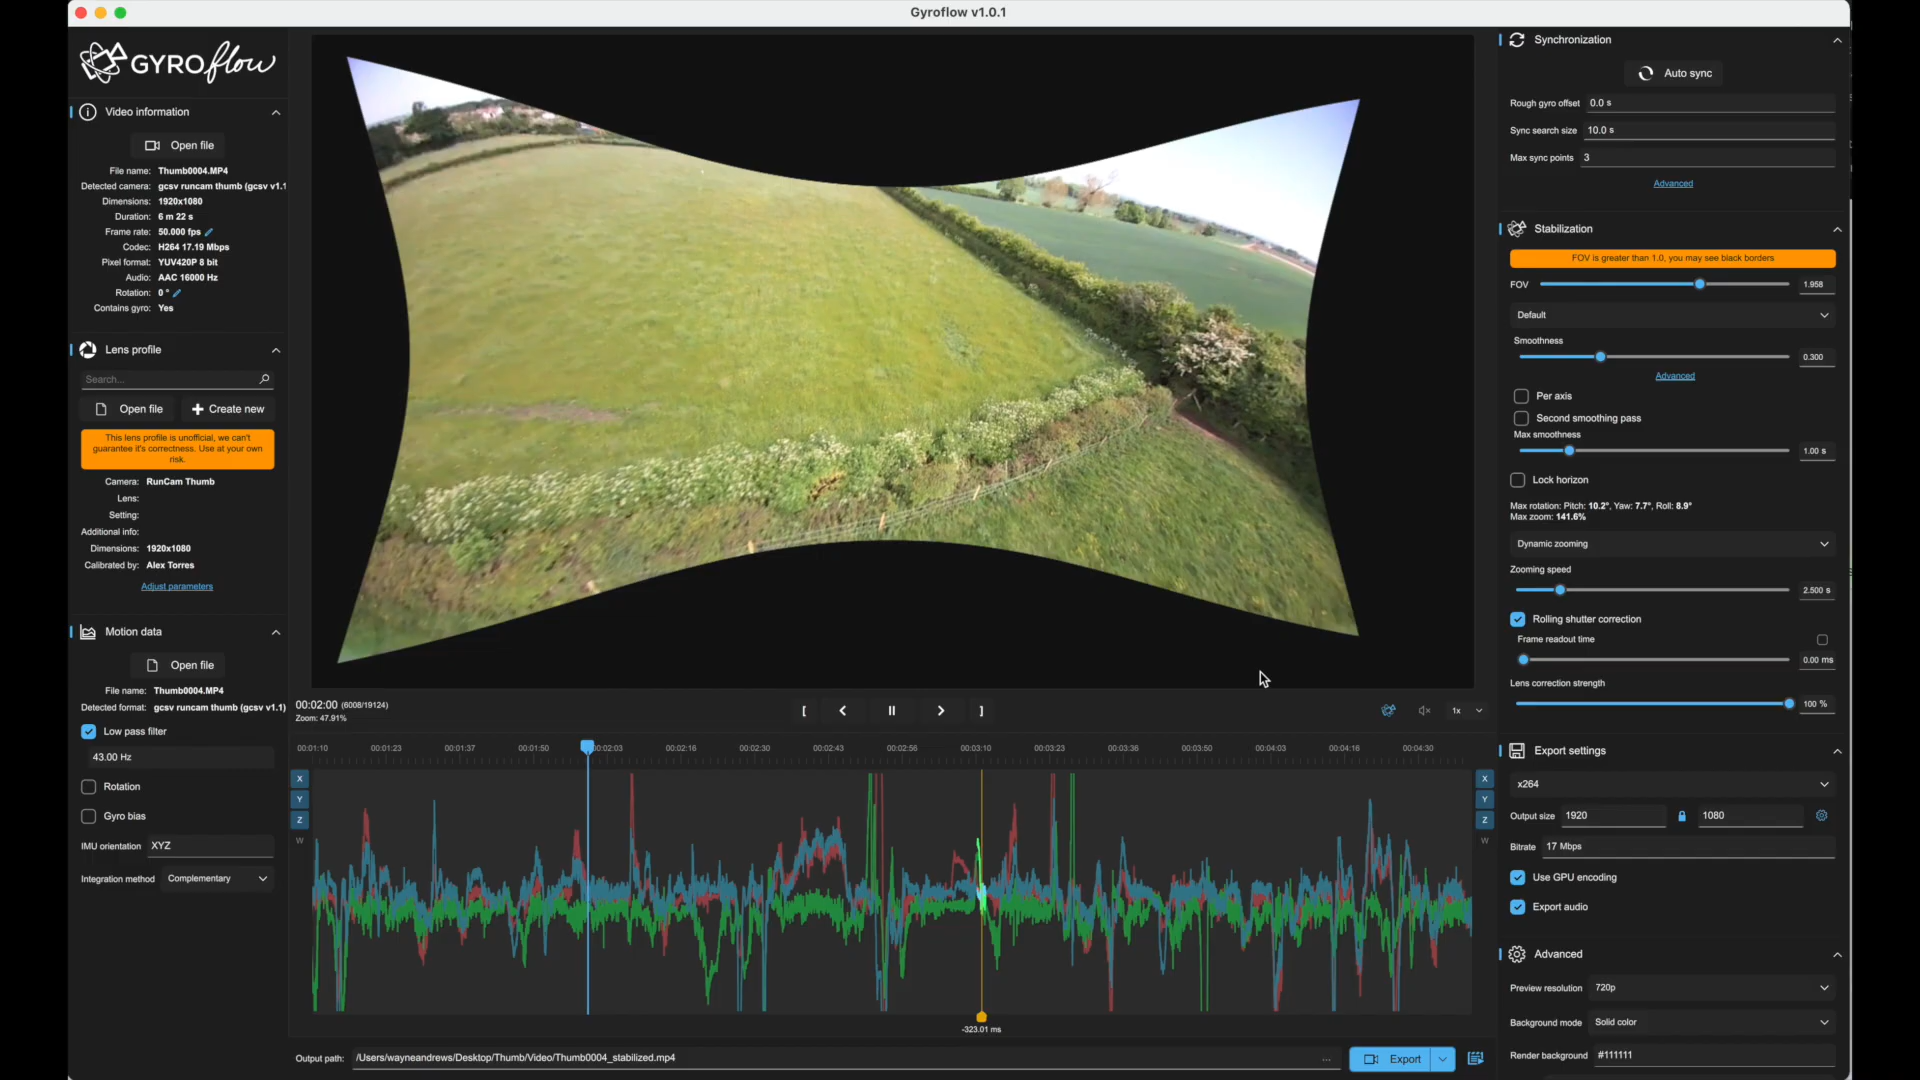 Gyroflow v1.0.1
GYROflow
Video information
Open file
File name: Thumb0004.MP4
Detected camera: gcsv runcam thumb (gcsv v1.1
Dimensions: 1920x1080
Duration: 6 m 22 s
Frame rate: 50.000 fps
Codec: H264 17.19 Mbps
Pixel format: YUV420P 8 bit
Audio: AAC 16000 Hz
Rotation: 0 °
Contains gyro: Yes
Lens profile
Search...
Open file
Create new
This lens profile is unofficial, we can't
guarantee it's correctness. Use at your own
risk.
Camera: RunCam Thumb
Lens:
Setting:
Additional info:
Dimensions: 1920x1080
Calibrated by: Alex Torres
Adjust parameters
Motion data
Open file
File name: Thumb0004.MP4
Detected format: gcsv runcam thumb (gcsv v1.1)
Low pass filter
43.00 Hz
Rotation
Gyro bias
IMU orientation XYZ
Integration method Complementary
00:02:00 (6008/19124)
Zoom: 47.91%
[ ]
1x
00:01:10 00:01:23 00:01:37 00:01:50 00:02:03 00:02:16 00:02:30 00:02:43 00:02:56 00:03:10 00:03:23 00:03:36 00:03:50 00:04:03 00:04:16 00:04:30
X
Y
Z
W
X
Y
Z
W
-323.01 ms
Output path: /Users/wayneandrews/Desktop/Thumb/Video/Thumb0004_stabilized.mp4
...
Export
Synchronization
Auto sync
Rough gyro offset 0.0 s
Sync search size 10.0 s
Max sync points 3
Advanced
Stabilization
FOV is greater than 1.0, you may see black borders
FOV 1.958
Default
Smoothness
0.300
Advanced
Per axis
Second smoothing pass
Max smoothness
1.00 s
Lock horizon
Max rotation: Pitch: 10.2°, Yaw: 7.7°, Roll: 8.9°
Max zoom: 141.6%
Dynamic zooming
Zooming speed
2.500 s
Rolling shutter correction
Frame readout time
0.00 ms
Lens correction strength
100 %
Export settings
x264
Output size 1920 1080
Bitrate 17 Mbps
Use GPU encoding
Export audio
Advanced
Preview resolution 720p
Background mode Solid color
Render background #111111